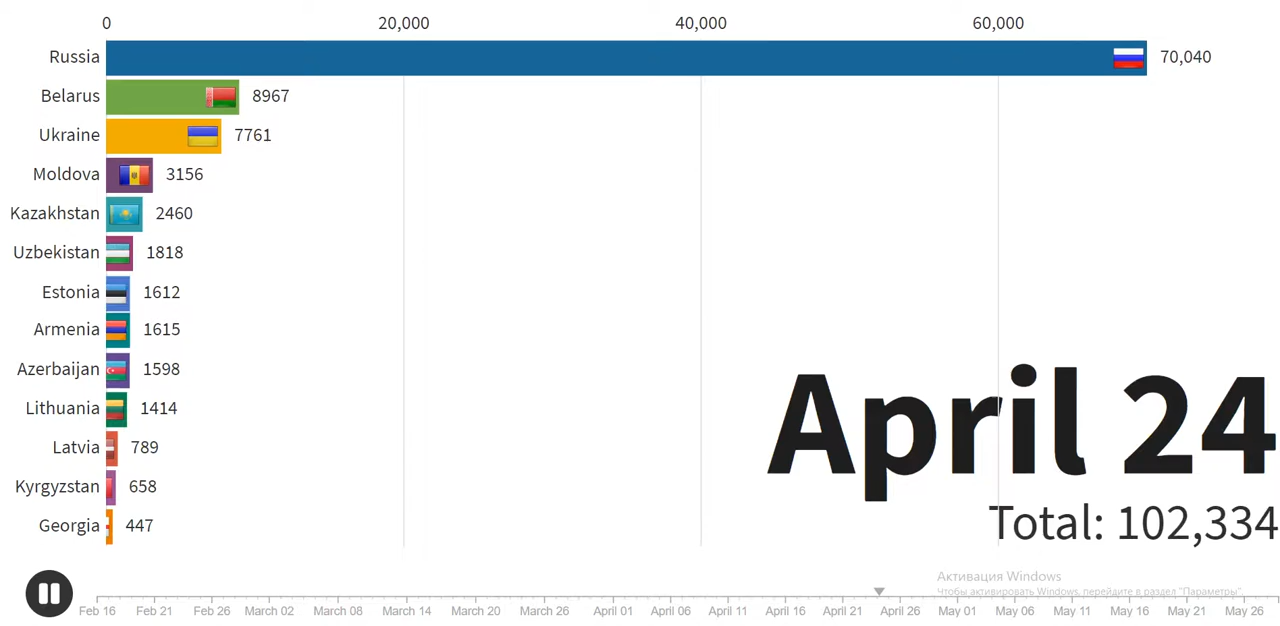 0 20,000 40,000 60,000
Russia 70,040
Belarus 8967
Ukraine 7761
Moldova 3156
Kazakhstan 2460
Uzbekistan 1818
Estonia 1612
Armenia 1615
Azerbaijan 1598
Lithuania 1414
Latvia 789
Kyrgyzstan 658
Georgia 447
April 24
Total: 102,334
Активация Windows
Чтобы активировать Windows, перейдите в раздел "Параметры".
Feb 16 Feb 21 Feb 26 March 02 March 08 March 14 March 20 March 26 April 01 April 06 April 11 April 16 April 21 April 26 May 01 May 06 May 11 May 16 May 21 May 26